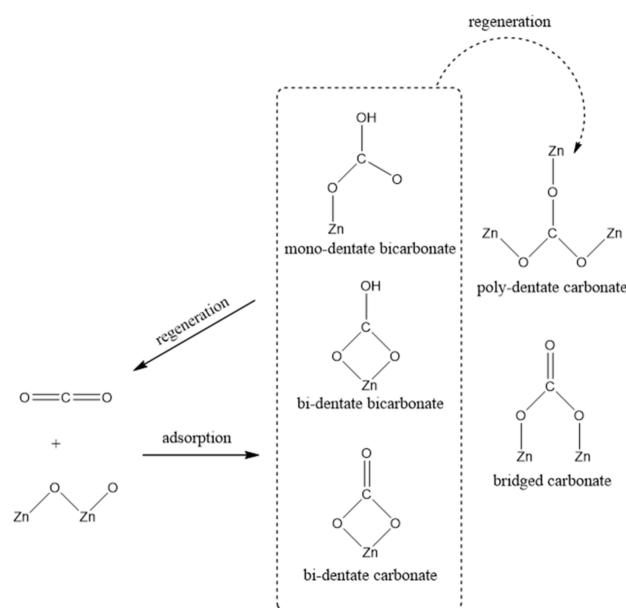 regeneration
OH
C
O
O
Zn
mono-dentate bicarbonate
Zn
O
C
Zn
Zn
O
O
poly-dentate carbonate
regeneration
OH
C
O
O
Zn
bi-dentate bicarbonate
O
C
O
O
Zn
Zn
bridged carbonate
O
C
O
+
adsorption
O
O
Zn
Zn
O
C
O
O
Zn
bi-dentate carbonate